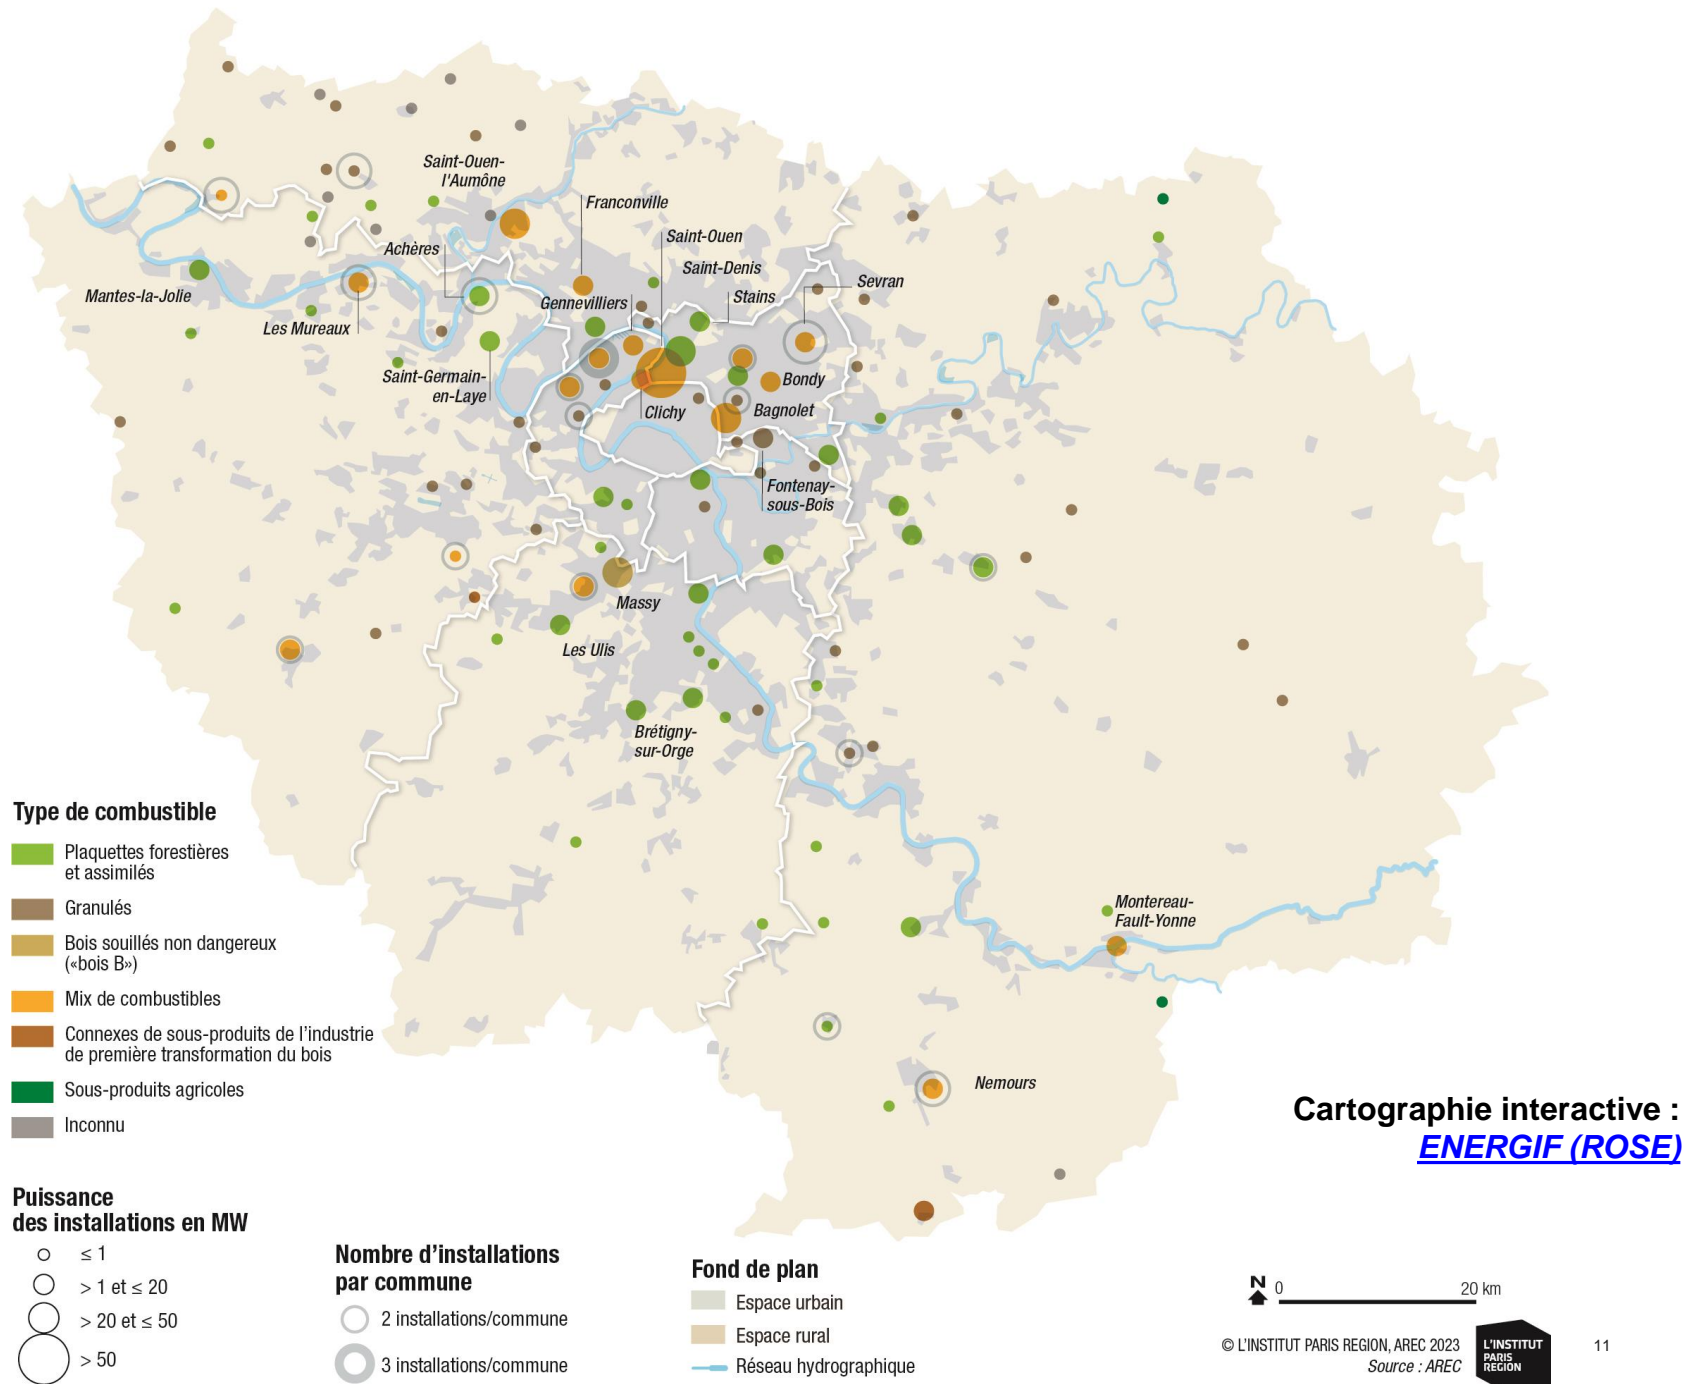 Saint-Ouen-
l'Aumône
Franconville
Saint-Ouen
Achères
Saint-Denis
Sevran
Mantes-la-Jolie
Gennevilliers
Stains
Les Mureaux
Saint-Germain-
en-Laye
Bondy
Clichy
Bagnolet
Fontenay-
sous-Bois
Massy
Les Ulis
Brétigny-
sur-Orge
Montereau-
Fault-Yonne
Nemours
Type de combustible
Plaquettes forestières
et assimilés
Granulés
Bois souillés non dangereux
(«bois B»)
Mix de combustibles
Connexes de sous-produits de l'industrie
de première transformation du bois
Sous-produits agricoles
Inconnu
Cartographie interactive :
ENERGIF (ROSE)
Puissance
des installations en MW
≤ 1
> 1 et ≤ 20
> 20 et ≤ 50
> 50
Nombre d'installations
par commune
2 installations/commune
3 installations/commune
Fond de plan
Espace urbain
Espace rural
Réseau hydrographique
N 0 20 km
© L'INSTITUT PARIS REGION, AREC 2023
Source : AREC
L'INSTITUT
PARIS
REGION
11